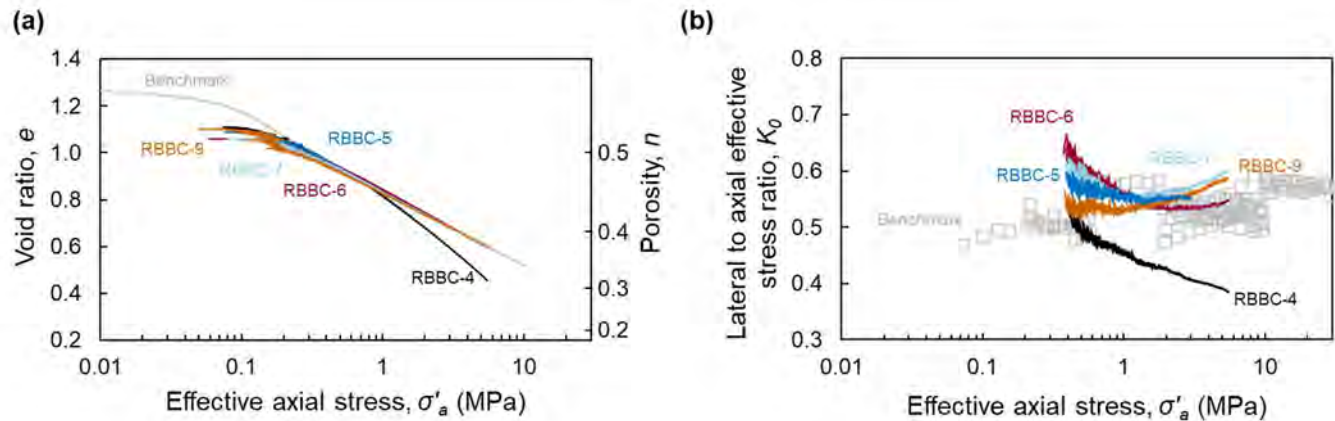 (a)
1.4
1.2
1.0
0.8
0.6
0.4
0.2
Void ratio, e
Benchmark
RBBC-5
RBBC-9
RBBC-7
RBBC-6
RBBC-4
0.5
0.4
0.3
0.2
Porosity, n
0.01
0.1
1
10
Effective axial stress, σ'a (MPa)
(b)
0.8
0.7
0.6
0.5
0.4
0.3
Lateral to axial effective
stress ratio, K0
RBBC-6
RBBC-5
RBBC-9
Benchmark
RBBC-4
0.01
0.1
1
10
Effective axial stress, σ'a (MPa)